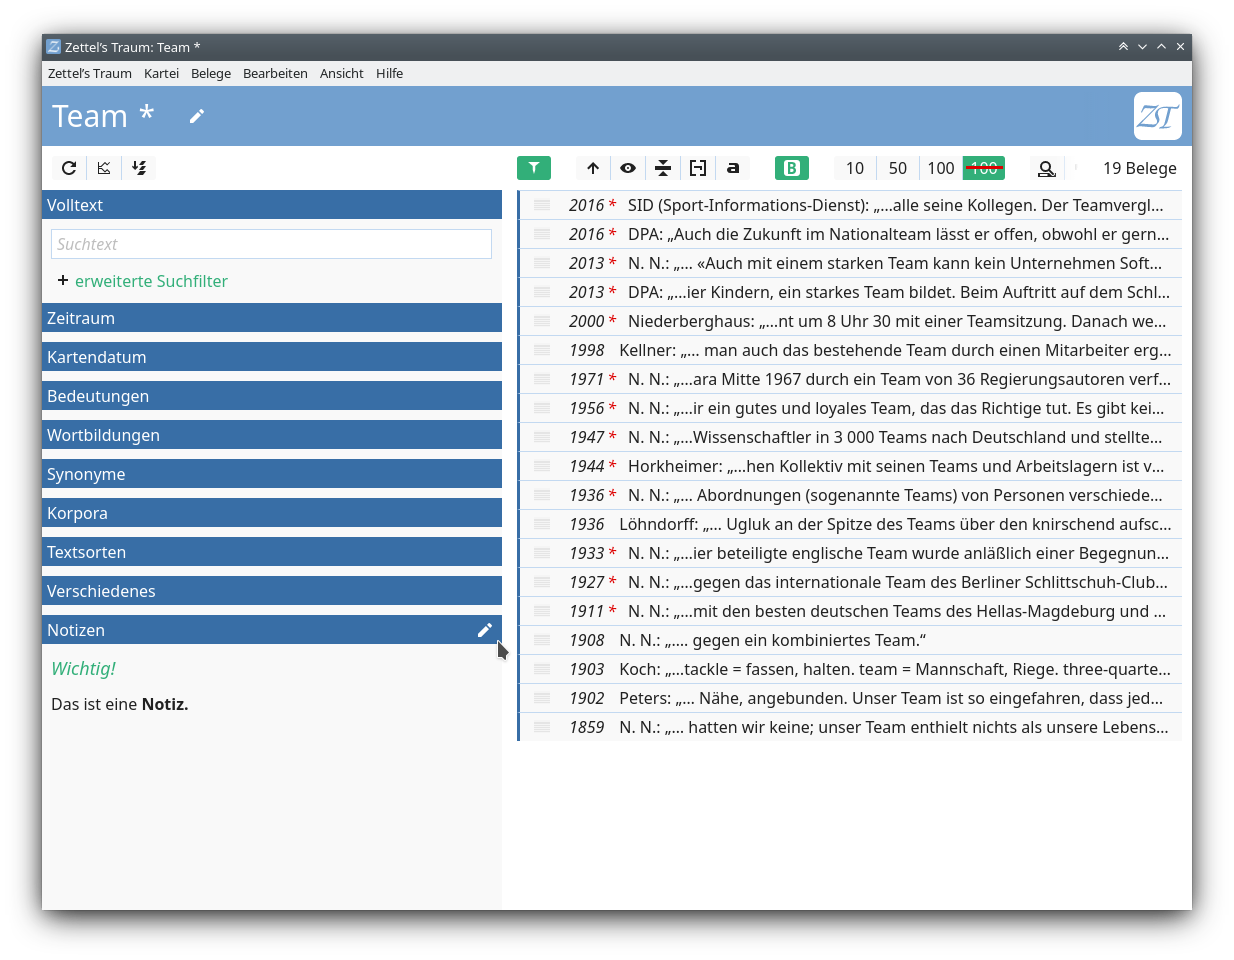 Zettel’s Traum: Team *
Zettel’s Traum Kartei Belege Bearbeiten Ansicht Hilfe
Team *
ZT
a B 10 50 100 100 19 Belege
Volltext
Suchtext
+ erweiterte Suchfilter
Zeitraum
Kartendatum
Bedeutungen
Wortbildungen
Synonyme
Korpora
Textsorten
Verschiedenes
Notizen
Wichtig!
Das ist eine Notiz.
2016 * SID (Sport-Informations-Dienst): „…alle seine Kollegen. Der Teamvergl…
2016 * DPA: „Auch die Zukunft im Nationalteam lässt er offen, obwohl er gern…
2013 * N. N.: „… «Auch mit einem starken Team kann kein Unternehmen Soft…
2013 * DPA: „…ier Kindern, ein starkes Team bildet. Beim Auftritt auf dem Schl…
2000 * Niederberghaus: „…nt um 8 Uhr 30 mit einer Teamsitzung. Danach we…
1998 Kellner: „… man auch das bestehende Team durch einen Mitarbeiter erg…
1971 * N. N.: „…ara Mitte 1967 durch ein Team von 36 Regierungsautoren verf…
1956 * N. N.: „…ir ein gutes und loyales Team, das das Richtige tut. Es gibt kei…
1947 * N. N.: „…Wissenschaftler in 3 000 Teams nach Deutschland und stellte…
1944 * Horkheimer: „…hen Kollektiv mit seinen Teams und Arbeitslagern ist v…
1936 * N. N.: „… Abordnungen (sogenannte Teams) von Personen verschiede…
1936 Löhndorff: „… Ugluk an der Spitze des Teams über den knirschend aufsc…
1933 * N. N.: „…ier beteiligte englische Team wurde anläßlich einer Begegnun…
1927 * N. N.: „…gegen das internationale Team des Berliner Schlittschuh-Club…
1911 * N. N.: „…mit den besten deutschen Teams des Hellas-Magdeburg und …
1908 N. N.: „…. gegen ein kombiniertes Team.“
1903 Koch: „…tackle = fassen, halten. team = Mannschaft, Riege. three-quarte…
1902 Peters: „… Nähe, angebunden. Unser Team ist so eingefahren, dass jed…
1859 N. N.: „… hatten wir keine; unser Team enthielt nichts als unsere Lebens…